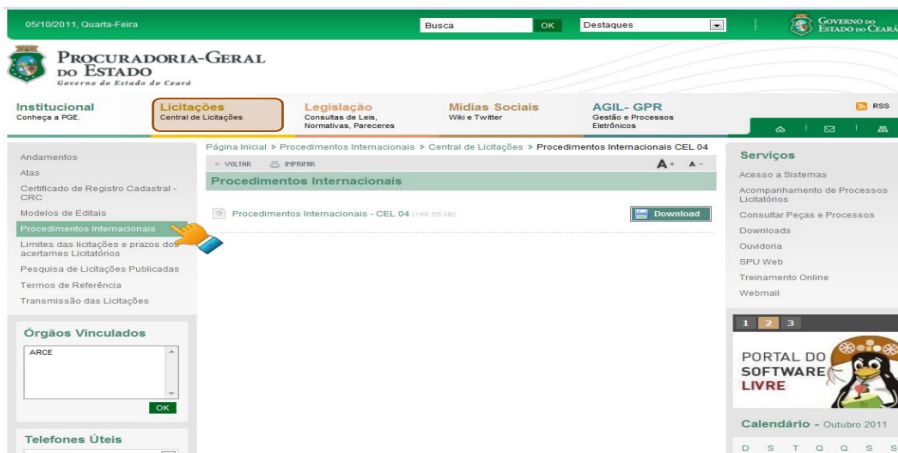 05/10/2011, Quarta-Feira
Busca
OK
Destaques
GOVERNO DO
ESTADO DO CEARÁ
PROCURADORIA-GERAL
DO ESTADO
Governo do Estado do Ceará
Institucional
Conheça a PGE.
Licitações
Central de Licitações
Legislação
Consultas de Leis,
Normativas, Pareceres
Mídias Sociais
Wiki e Twitter
AGIL- GPR
Gestão e Processos
Eletrônicos
RSS
Andamentos
Atas
Certificado de Registro Cadastral -
CRC
Modelos de Editais
Procedimentos Internacionais
Limites das licitações e prazos dos
acertames Licitatórios
Pesquisa de Licitações Publicadas
Termos de Referência
Transmissão das Licitações
Órgãos Vinculados
ARCE
OK
Telefones Úteis
Página Inicial > Procedimentos Internacionais > Central de Licitações > Procedimentos Internacionais CEL 04
VOLTAR IMPRIMIR A+ A-
Procedimentos Internacionais
Procedimentos Internacionais - CEL 04
Download
Serviços
Acesso a Sistemas
Acompanhamento de Processos
Licitatórios
Consultar Peças e Processos
Downloads
Ouvidoria
SPU Web
Treinamento Online
Webmail
1 2 3
PORTAL DO
SOFTWARE
LIVRE
Calendário - Outubro 2011
D S T Q Q S S